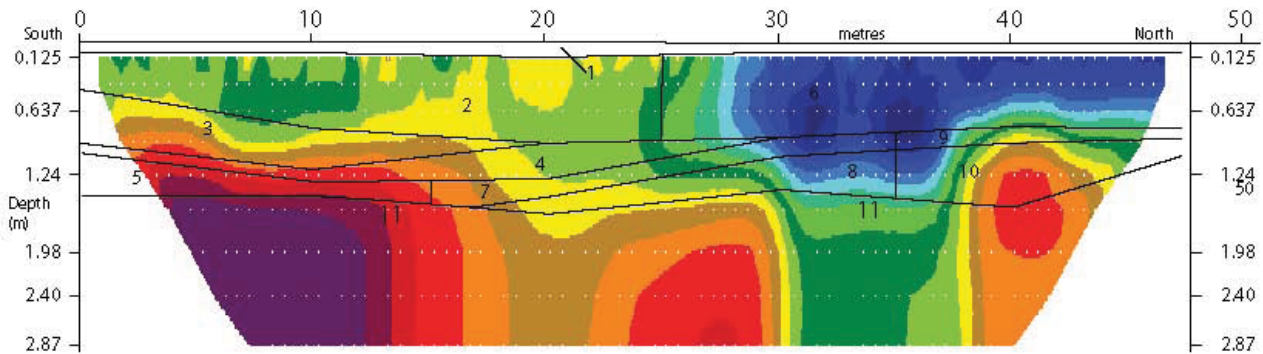 0 10 20 30 40 50
South metres North
0.125 1 0.125
0.637 2 6 0.637
3 9
4 8 10
1.24 5 7 1.24
50
Depth 11 11
(m)
1.98 1.98
2.40 2.40
2.87 2.87